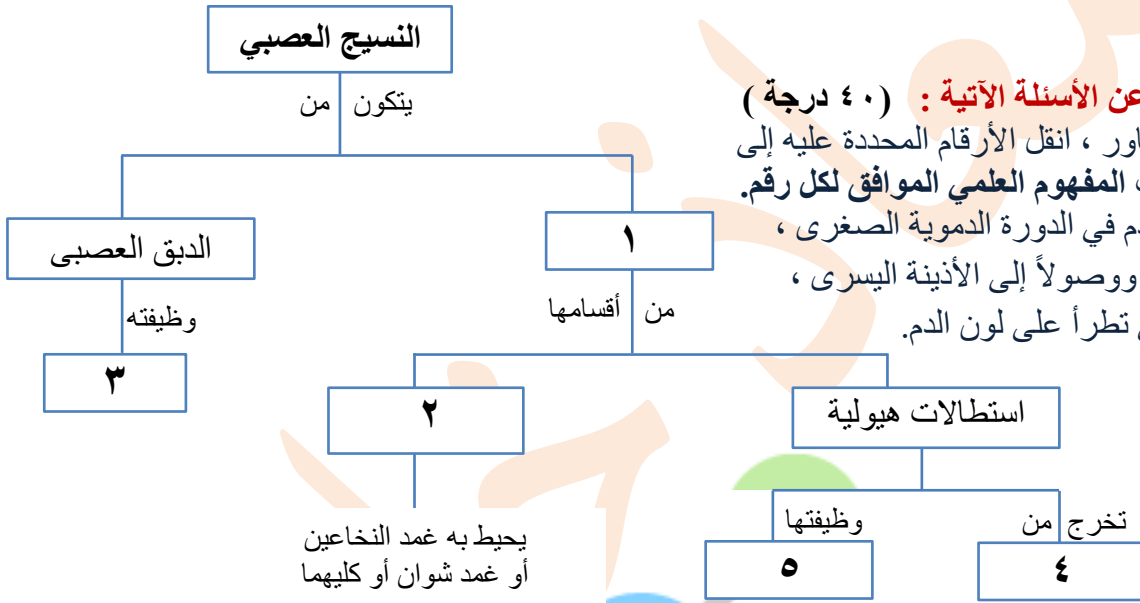 النسيج العصبي
يتكون من
عن الأسئلة الآتية : (٤٠ درجة )
انقل الأرقام المحددة عليه إلى
المفهوم العلمي الموافق لكل رقم.
في الدورة الدموية الصغرى ،
ووصولاً إلى الأذينة اليسرى ،
تطرأ على لون الدم.
١
الدبق العصبى
من أقسامها
وظيفته
٣
استطالات هيولية
٢
تخرج من
وظيفتها
يحيط به غمد النخاعين
أو غمد شوان أو كليهما
٤
٥